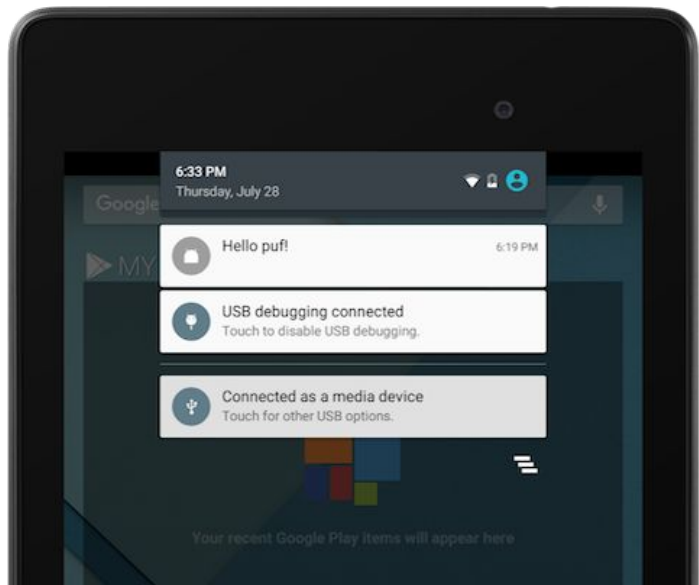 6:33 PM
Thursday, July 28
Google
MY
Hello puf!
6:19 PM
USB debugging connected
Touch to disable USB debugging.
Connected as a media device
Touch for other USB options.
Your recent Google Play items will appear here